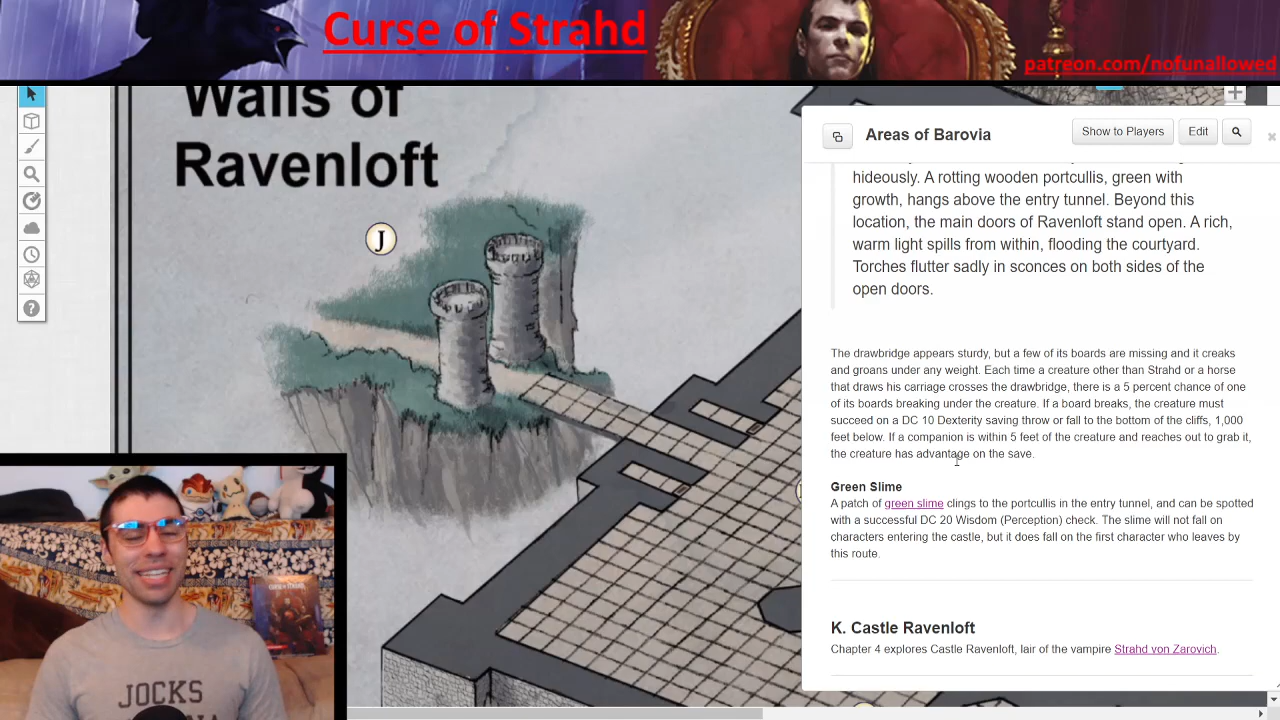 Curse of Strahd
patreon.com/nofunallowed
Walls of
Ravenloft
J
Areas of Barovia
Show to Players
Edit
hideously. A rotting wooden portcullis, green with
growth, hangs above the entry tunnel. Beyond this
location, the main doors of Ravenloft stand open. A rich,
warm light spills from within, flooding the courtyard.
Torches flutter sadly in sconces on both sides of the
open doors.
The drawbridge appears sturdy, but a few of its boards are missing and it creaks
and groans under any weight. Each time a creature other than Strahd or a horse
that draws his carriage crosses the drawbridge, there is a 5 percent chance of one
of its boards breaking under the creature. If a board breaks, the creature must
succeed on a DC 10 Dexterity saving throw or fall to the bottom of the cliffs, 1,000
feet below. If a companion is within 5 feet of the creature and reaches out to grab it,
the creature has advantage on the save.
Green Slime
A patch of green slime clings to the portcullis in the entry tunnel, and can be spotted
with a successful DC 20 Wisdom (Perception) check. The slime will not fall on
characters entering the castle, but it does fall on the first character who leaves by
this route.
K. Castle Ravenloft
Chapter 4 explores Castle Ravenloft, lair of the vampire Strahd von Zarovich.
CURSE OF STRAHD
JOCKS